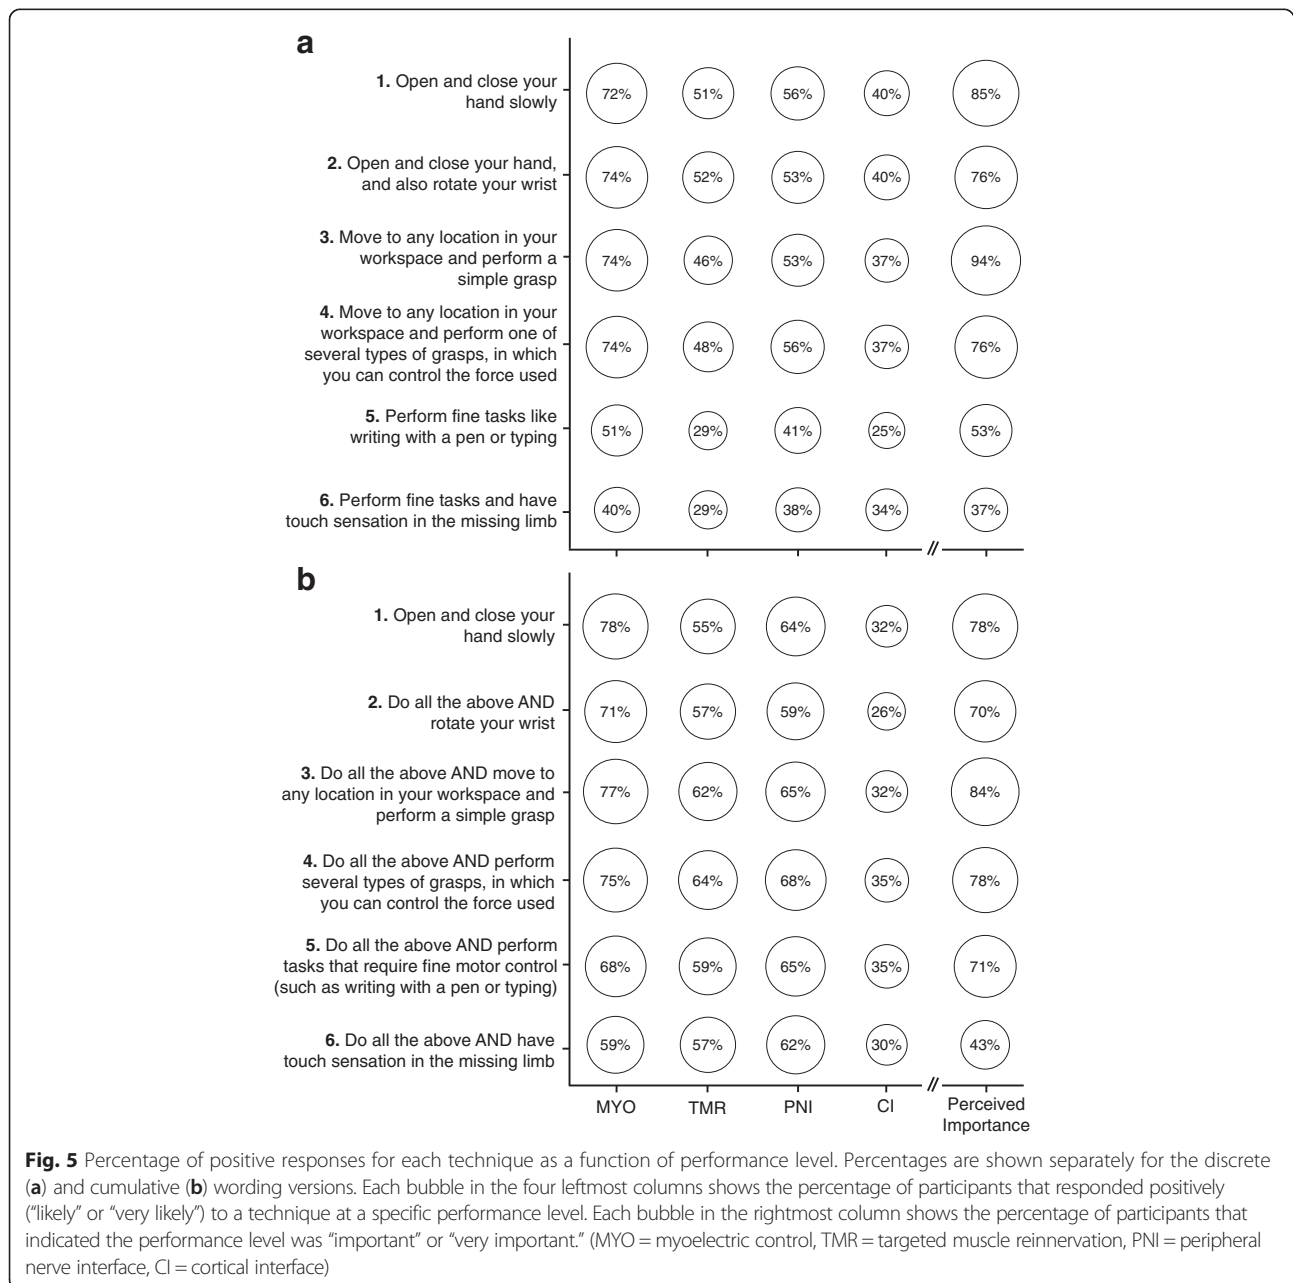 a
1. Open and close your
hand slowly
72% 51% 56% 40% 85%
2. Open and close your hand,
and also rotate your wrist
74% 52% 53% 40% 76%
3. Move to any location in your
workspace and perform a
simple grasp
74% 46% 53% 37% 94%
4. Move to any location in your
workspace and perform one of
several types of grasps, in which
you can control the force used
74% 48% 56% 37% 76%
5. Perform fine tasks like
writing with a pen or typing
51% 29% 41% 25% 53%
6. Perform fine tasks and have
touch sensation in the missing limb
40% 29% 38% 34% 37%
b
1. Open and close your
hand slowly
78% 55% 64% 32% 78%
2. Do all the above AND
rotate your wrist
71% 57% 59% 26% 70%
3. Do all the above AND move to
any location in your workspace and
perform a simple grasp
77% 62% 65% 32% 84%
4. Do all the above AND perform
several types of grasps, in which
you can control the force used
75% 64% 68% 35% 78%
5. Do all the above AND perform
tasks that require fine motor control
(such as writing with a pen or typing)
68% 59% 65% 35% 71%
6. Do all the above AND have
touch sensation in the missing limb
59% 57% 62% 30% 43%
MYO TMR PNI CI Perceived
Importance
Fig. 5 Percentage of positive responses for each technique as a function of performance level. Percentages are shown separately for the discrete
(a) and cumulative (b) wording versions. Each bubble in the four leftmost columns shows the percentage of participants that responded positively
(“likely” or “very likely”) to a technique at a specific performance level. Each bubble in the rightmost column shows the percentage of participants that
indicated the performance level was “important” or “very important.” (MYO = myoelectric control, TMR = targeted muscle reinnervation, PNI = peripheral
nerve interface, CI = cortical interface)